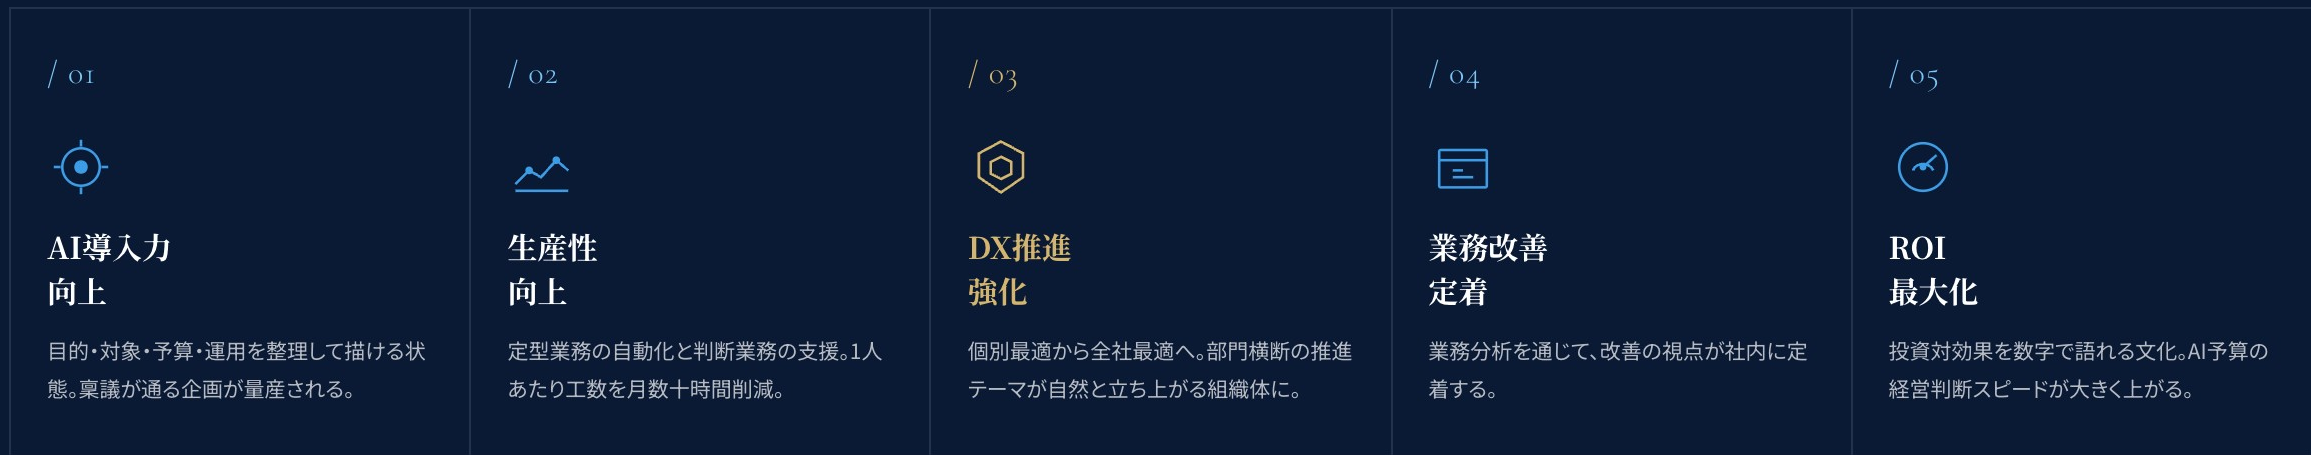 / 01
AI導入力
向上
目的・対象・予算・運用を整理して描ける状
態。稟議が通る企画が量産される。
/ 02
生産性
向上
定型業務の自動化と判断業務の支援。1人
あたり工数を月数十時間削減。
/ 03
DX推進
強化
個別最適から全社最適へ。部門横断の推進
テーマが自然と立ち上がる組織体に。
/ 04
業務改善
定着
業務分析を通じて、改善の視点が社内に定
着する。
/ 05
ROI
最大化
投資対効果を数字で語れる文化。AI予算の
経営判断スピードが大きく上がる。